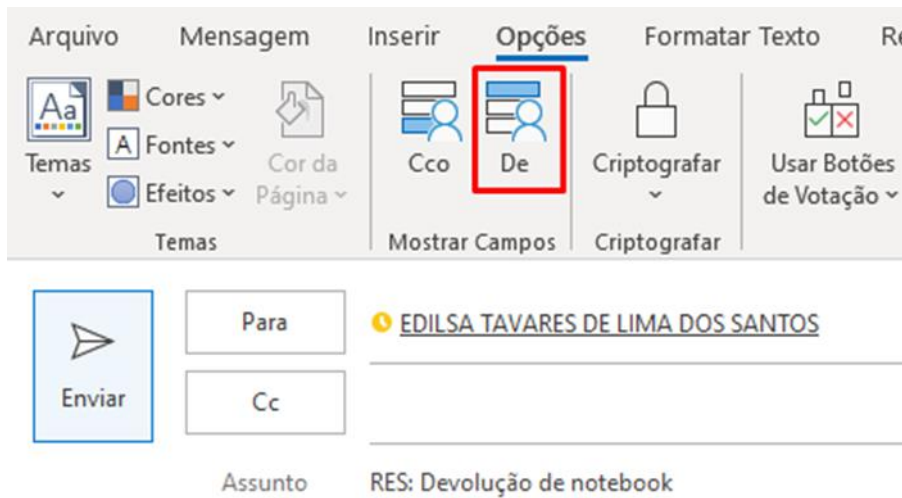 Arquivo Mensagem Inserir Opções Formatar Texto Re
Aa Cores
A Fontes
Efeitos
Temas
Cor da
Página
Temas
Cco De
Mostrar Campos
Criptografar
Criptografar
Usar Botões
de Votação
Enviar
Para EDILSA TAVARES DE LIMA DOS SANTOS
Cc
Assunto RES: Devolução de notebook